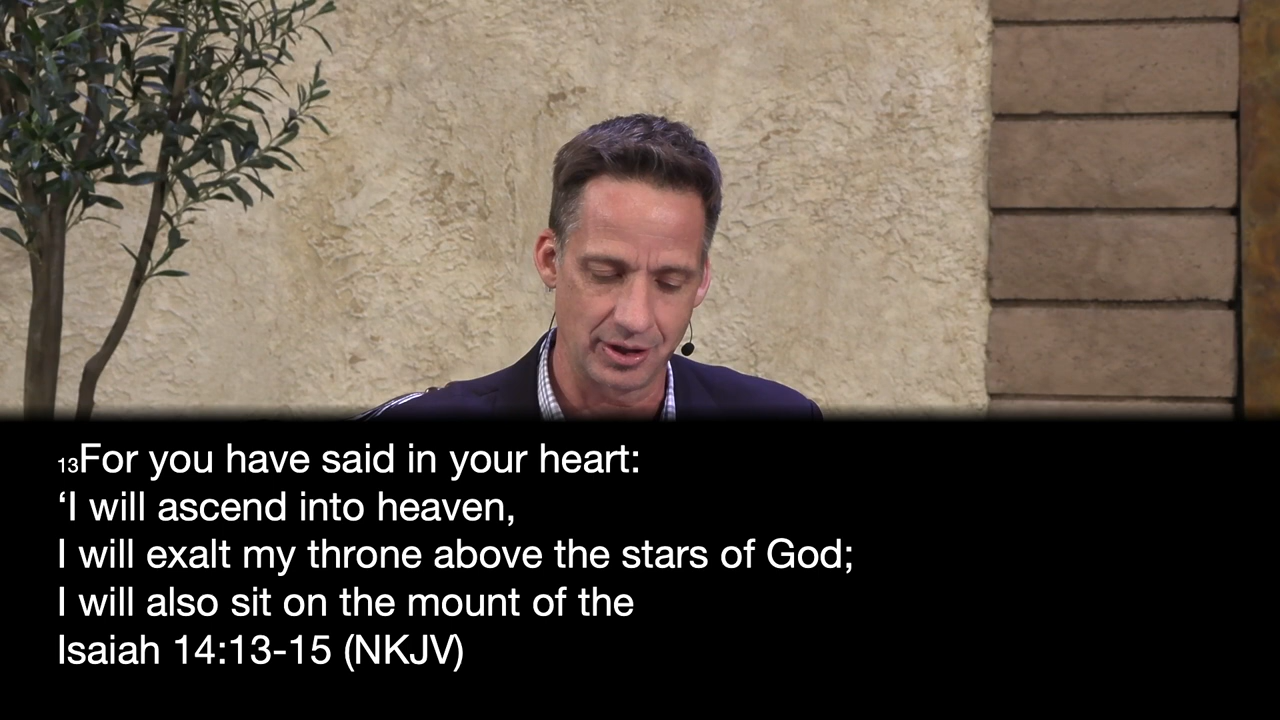 13For you have said in your heart:
‘I will ascend into heaven,
I will exalt my throne above the stars of God;
I will also sit on the mount of the
Isaiah 14:13-15 (NKJV)